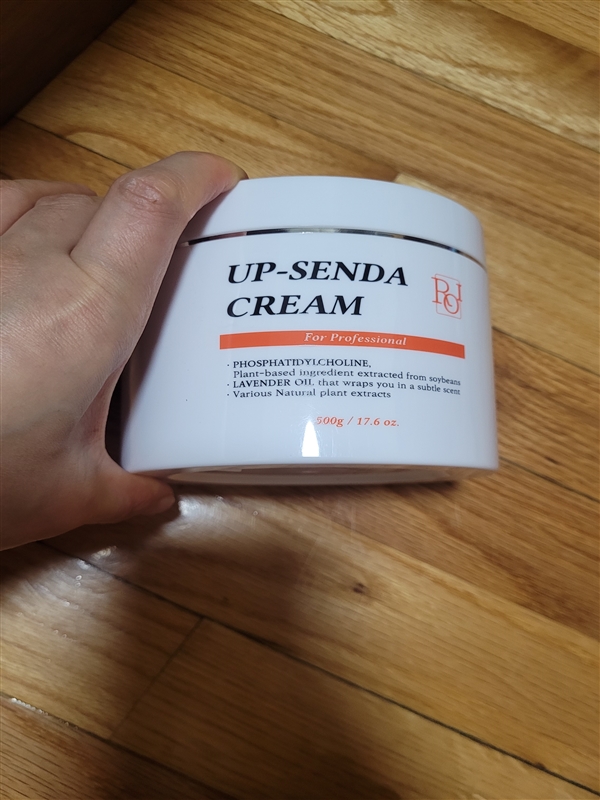 UP-SENDA
CREAM
For Professional
· PHOSPHATIDYLCHOLINE,
Plant-based ingredient extracted from soybeans
· LAVENDER OIL that wraps you in a subtle scent
· Various Natural plant extracts
500g / 17.6 oz.